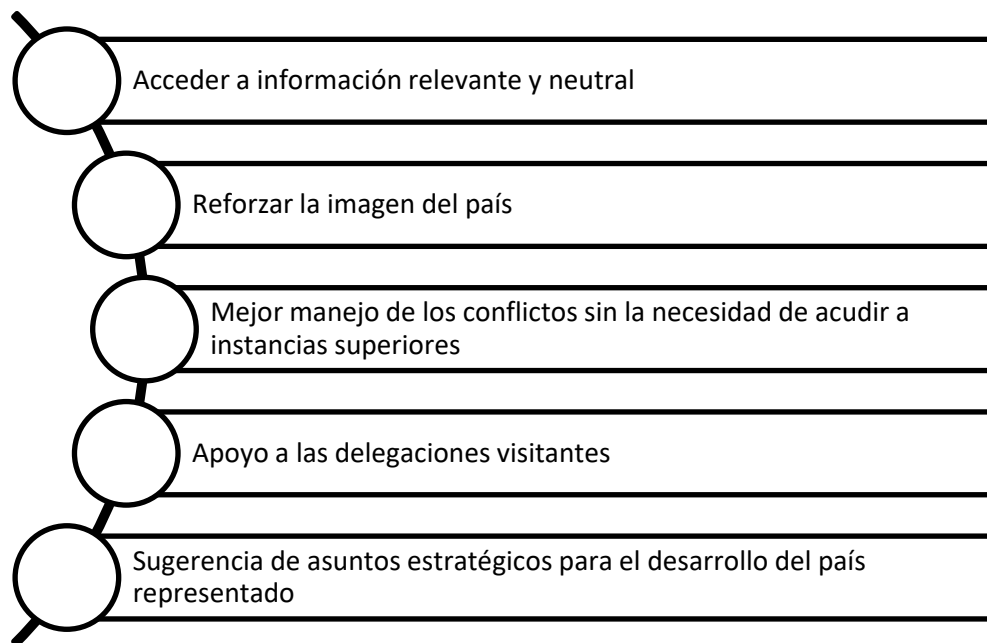 Acceder a información relevante y neutral
Reforzar la imagen del país
Mejor manejo de los conflictos sin la necesidad de acudir a
instancias superiores
Apoyo a las delegaciones visitantes
Sugerencia de asuntos estratégicos para el desarrollo del país
representado